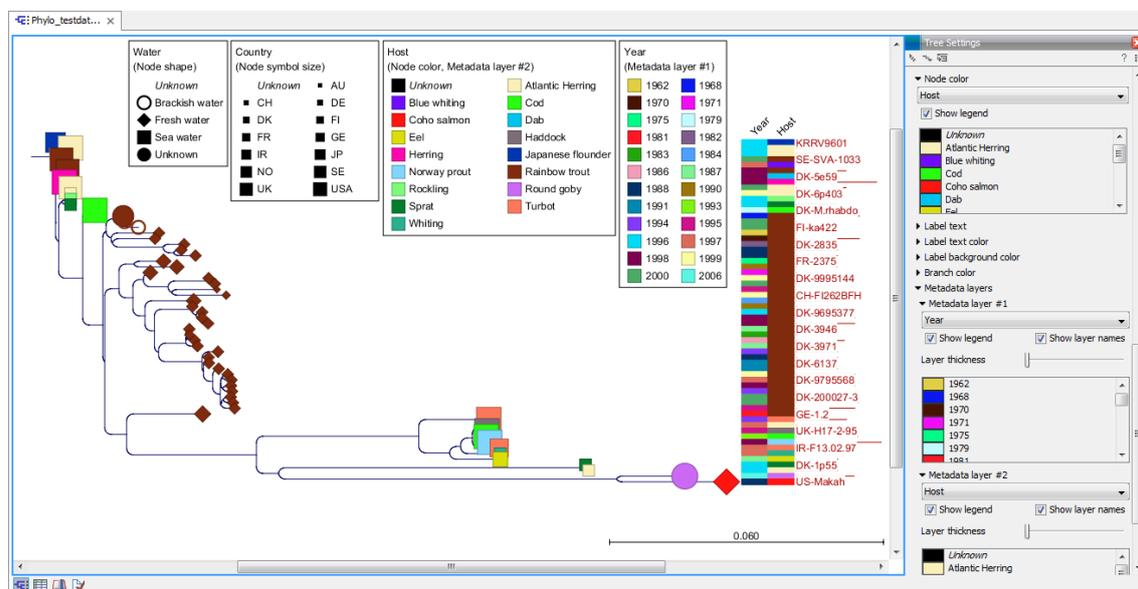 Phylo_testdat...
Water
(Node shape)
Unknown
Brackish water
Fresh water
Sea water
Unknown
Country
(Node symbol size)
Unknown
AU
CH
DE
DK
FI
FR
GE
IR
JP
NO
SE
UK
USA
Host
(Node color, Metadata layer #2)
Unknown
Atlantic Herring
Blue whiting
Cod
Coho salmon
Dab
Eel
Haddock
Herring
Japanese flounder
Norway prout
Rainbow trout
Rockling
Round goby
Sprat
Turbot
Whiting
Year
(Metadata layer #1)
1962
1968
1970
1971
1975
1979
1981
1982
1983
1984
1986
1987
1988
1990
1991
1993
1994
1995
1996
1997
1998
1999
2000
2006
Year
Host
KRRV9601
SE-SVA-1033
DK-5e59
DK-6p403
DK-M.rhabdo
FI-ka422
DK-2835
FR-2375
DK-9995144
CH-FI262BFH
DK-9695377
DK-3946
DK-3971
DK-6137
DK-9795568
DK-200027-3
GE-1.2
UK-H17-2-95
IR-F13.02.97
DK-1p55
US-Makah
0.060
Tree Settings
?
Node color
Host
Show legend
Unknown
Atlantic Herring
Blue whiting
Cod
Coho salmon
Dab
Eel
Label text
Label text color
Label background color
Branch color
Metadata layers
Metadata layer #1
Year
Show legend
Show layer names
Layer thickness
1962
1968
1970
1971
1975
1979
1981
Metadata layer #2
Host
Show legend
Show layer names
Layer thickness
Unknown
Atlantic Herring